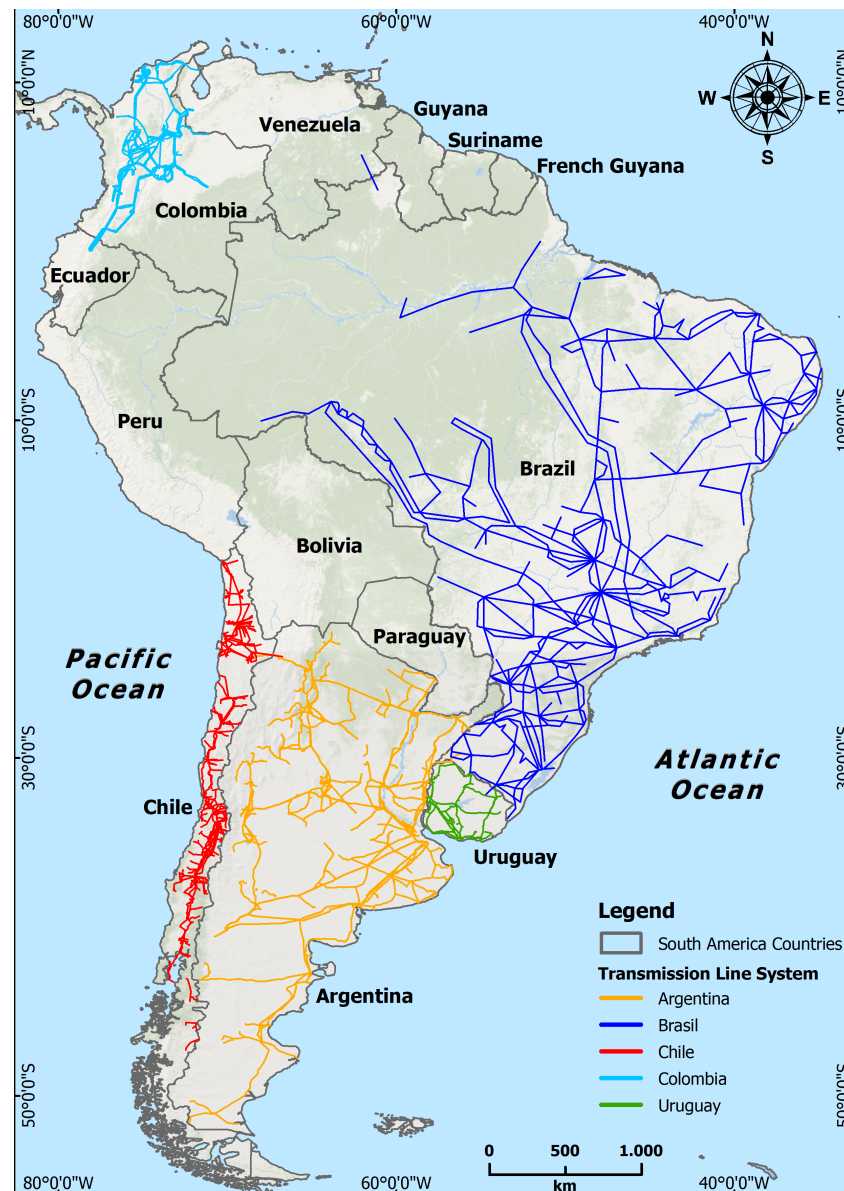 80°0'0"W
60°0'0"W
40°0'0"W
N
W
E
S
10°0'0"N
10°0'0"N
Guyana
Venezuela
Suriname
French Guyana
Colombia
Ecuador
Peru
10°0'0"S
10°0'0"S
Brazil
Bolivia
Paraguay
Pacific
Ocean
30°0'0"S
30°0'0"S
Atlantic
Ocean
Chile
Uruguay
Argentina
Legend
South America Countries
Transmission Line System
Argentina
Brasil
Chile
Colombia
Uruguay
50°0'0"S
50°0'0"S
0
500
1.000
km
80°0'0"W
60°0'0"W
40°0'0"W